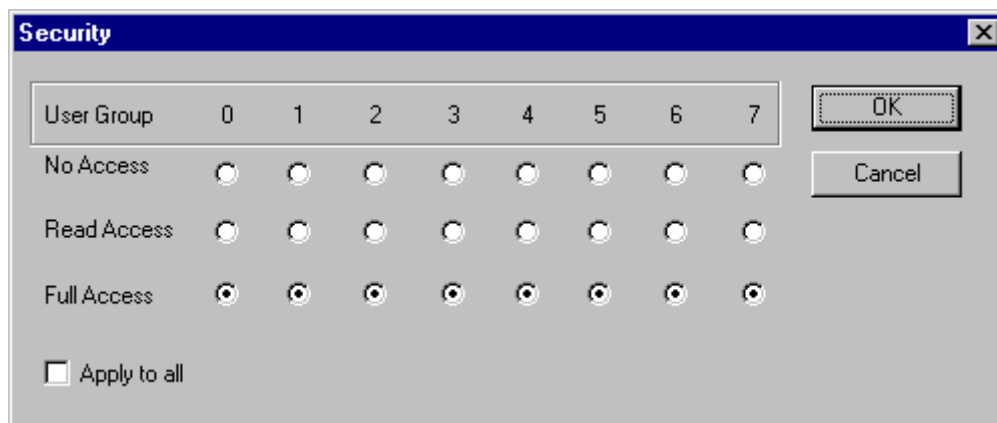 Security
User Group 0 1 2 3 4 5 6 7
OK
No Access
Cancel
Read Access
Full Access
Apply to all